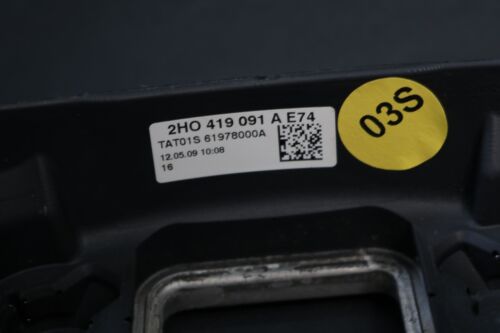 2H0 419 091 A E74
TAT01S 61978000A
12.05.09 10:08
16
03S